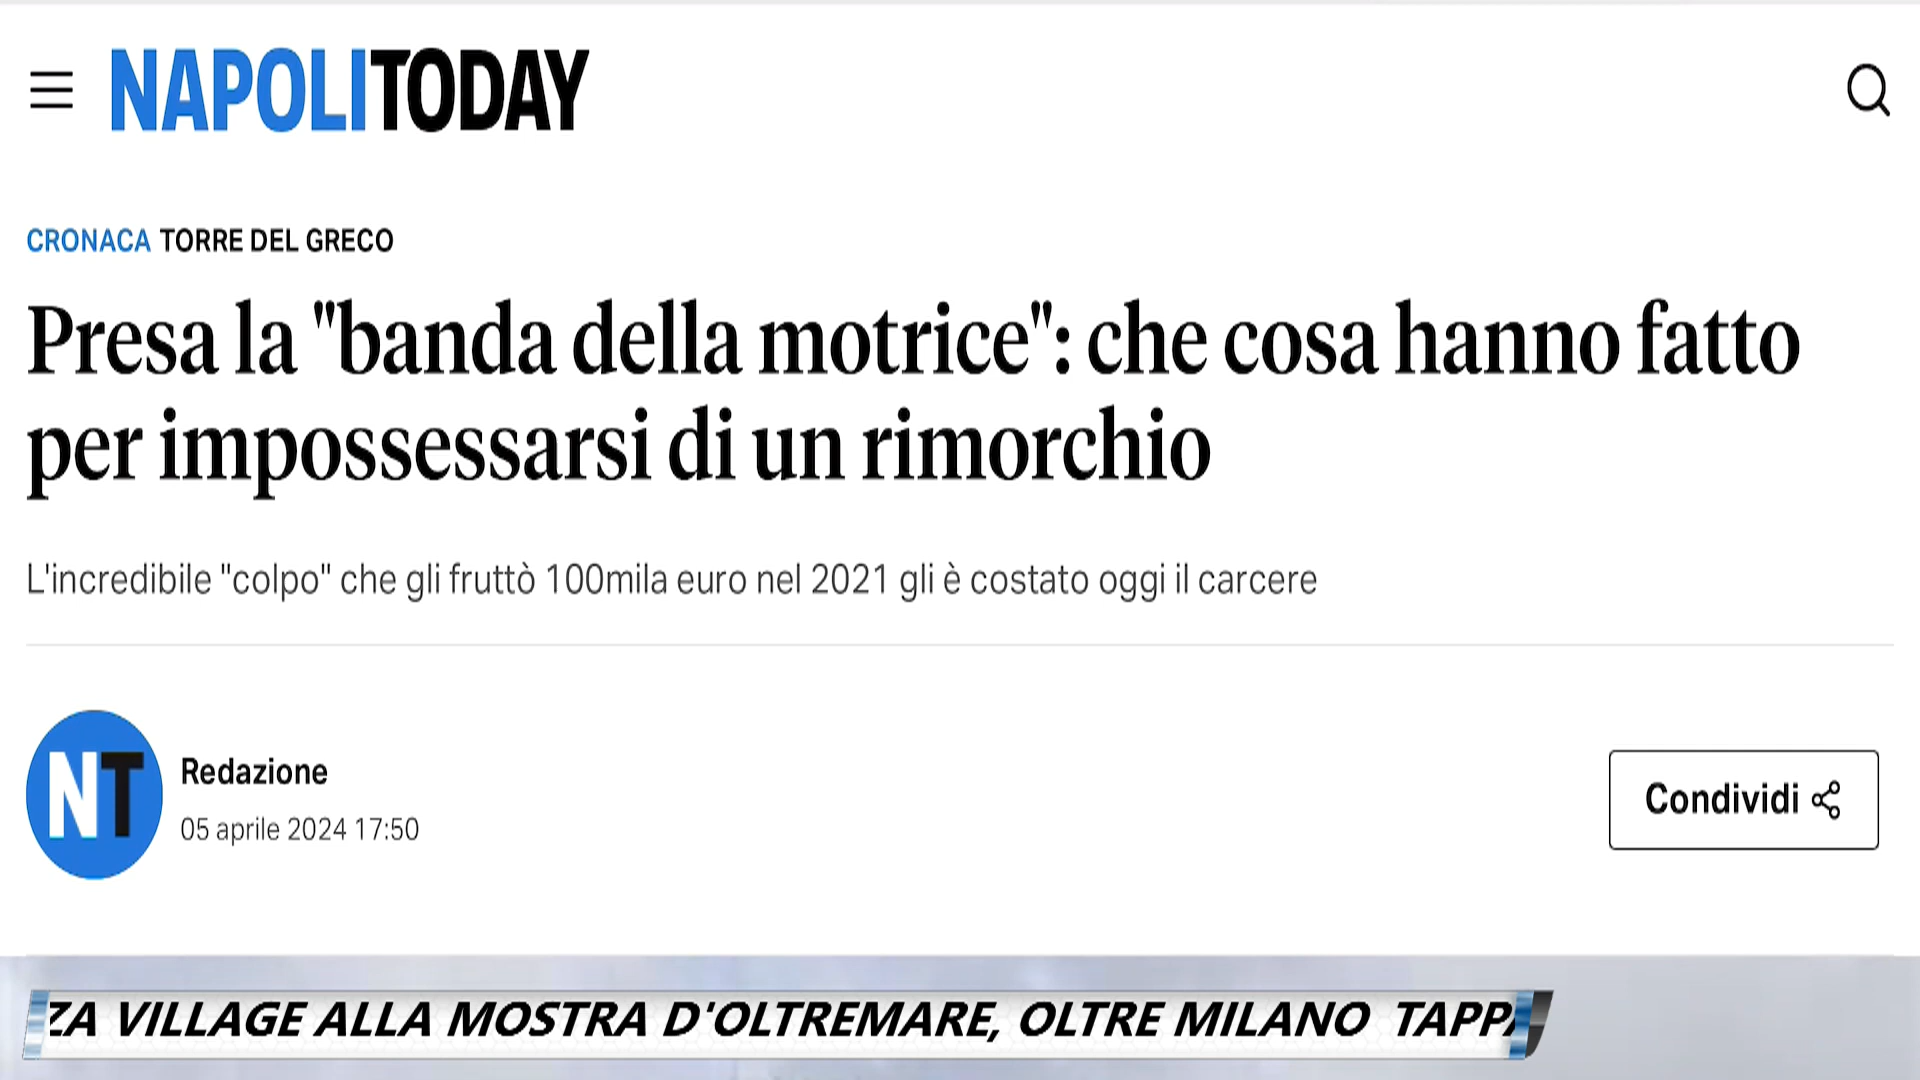 NAPOLITODAY
CRONACA TORRE DEL GRECO
Presa la "banda della motrice": che cosa hanno fatto
per impossessarsi di un rimorchio
L'incredibile "colpo" che gli fruttò 100mila euro nel 2021 gli è costato oggi il carcere
NT
Redazione
05 aprile 2024 17:50
Condividi
ZA VILLAGE ALLA MOSTRA D'OLTREMARE, OLTRE MILANO TAPPA